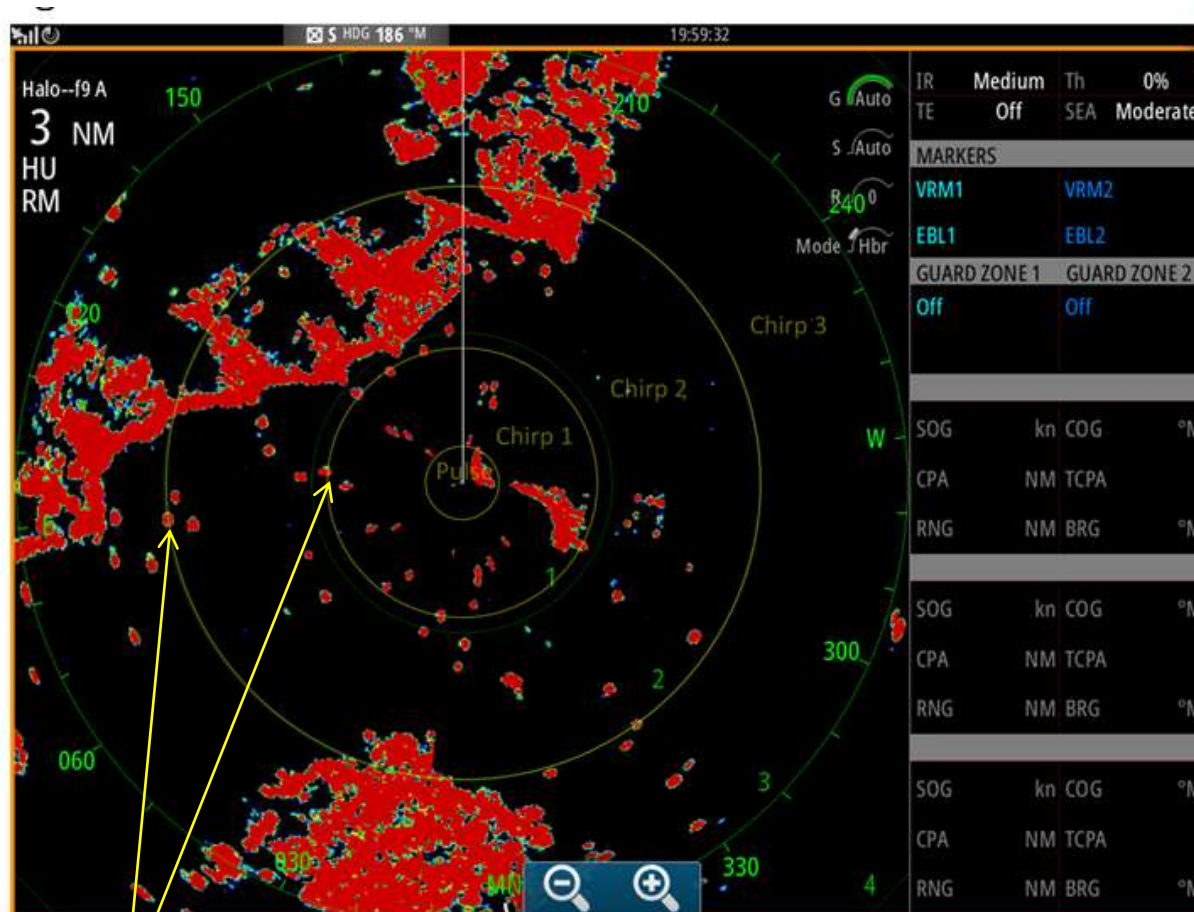 S HDG 186 °M
19:59:32
Halo--f9 A
3 NM
HU
RM
150
210
G Auto
S Auto
R 0
240
Mode Hbr
120
Chirp 3
Chirp 2
Chirp 1
Pulse
W
E
1
300
2
060
3
030
MN
330
4
IR Medium Th 0%
TE Off SEA Moderate
MARKERS
VRM1 VRM2
EBL1 EBL2
GUARD ZONE 1 GUARD ZONE 2
Off Off
SOG kn COG °M
CPA NM TCPA
RNG NM BRG °M
SOG kn COG °M
CPA NM TCPA
RNG NM BRG °M
SOG kn COG °M
CPA NM TCPA
RNG NM BRG °M